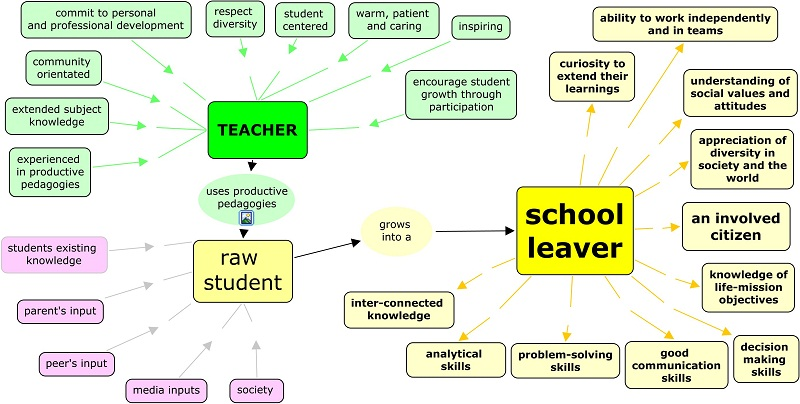 commit to personal
and professional development
respect
diversity
student
centered
warm, patient
and caring
inspiring
community
orientated
extended subject
knowledge
experienced
in productive
pedagogies
encourage student
growth through
participation
TEACHER
uses productive
pedagogies
students existing
knowledge
parent's input
peer's input
media inputs
society
raw
student
grows
into a
school
leaver
ability to work independently
and in teams
curiosity to
extend their
learnings
understanding of
social values and
attitudes
appreciation of
diversity in
society and the
world
an involved
citizen
knowledge of
life-mission
objectives
inter-connected
knowledge
analytical
skills
problem-solving
skills
good
communication
skills
decision
making
skills